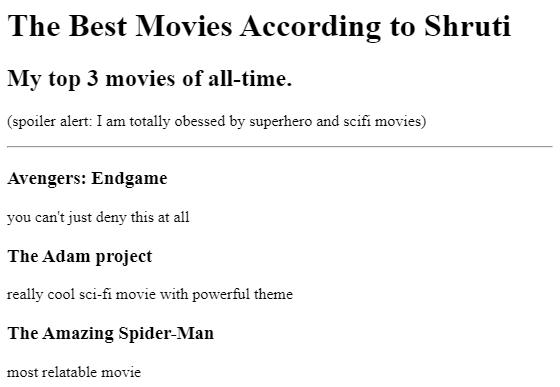 The Best Movies According to Shruti
My top 3 movies of all-time.
(spoiler alert: I am totally obessed by superhero and scifi movies)
Avengers: Endgame
you can't just deny this at all
The Adam project
really cool sci-fi movie with powerful theme
The Amazing Spider-Man
most relatable movie